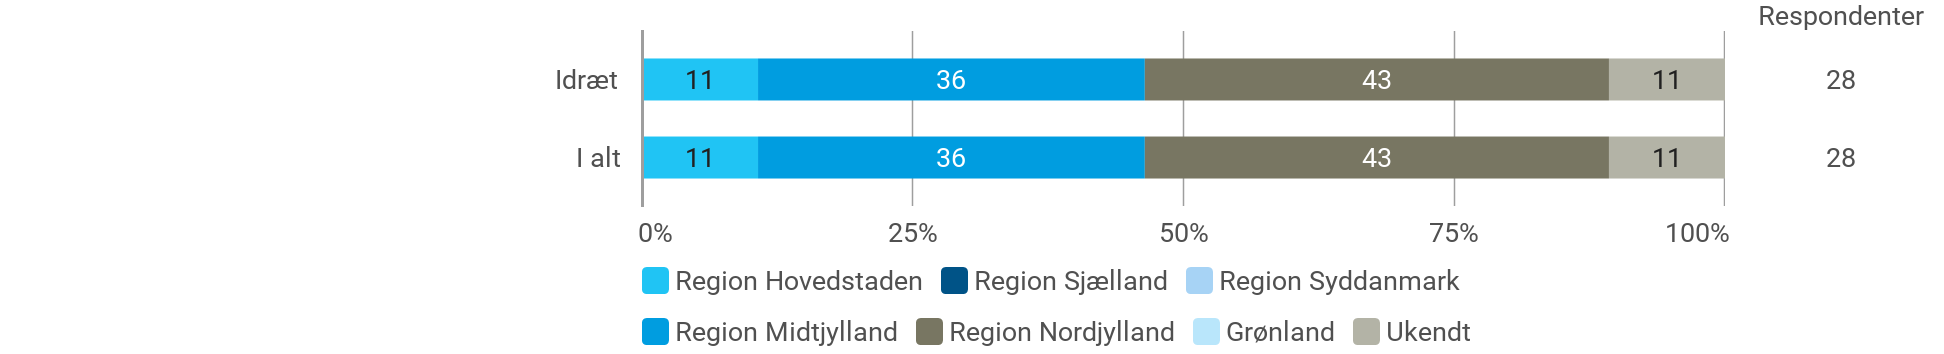 Respondenter
Idræt 11 36 43 11 28
I alt 11 36 43 11 28
0% 25% 50% 75% 100%
Region Hovedstaden Region Sjælland Region Syddanmark
Region Midtjylland Region Nordjylland Grønland Ukendt